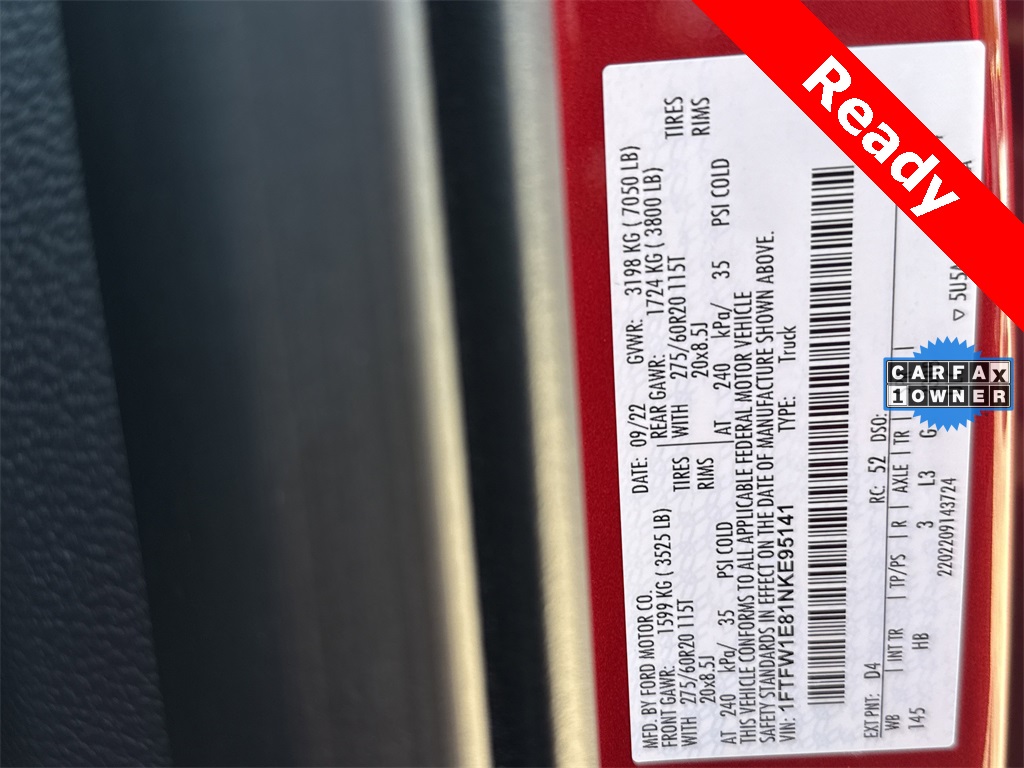 Ready
CARFAX
1OWNER
MFD. BY FORD MOTOR CO.
DATE: 09/22 GVWR: 3198 KG ( 7050 LB)
FRONT GAWR: 1599 KG ( 3525 LB)
REAR GAWR: 1724 KG ( 3800 LB)
WITH 275/60R20 115T TIRES
WITH 275/60R20 115T TIRES
20x8.5J RIMS
20x8.5J RIMS
AT 240 kPa/ 35 PSI COLD
AT 240 kPa/ 35 PSI COLD
THIS VEHICLE CONFORMS TO ALL APPLICABLE FEDERAL MOTOR VEHICLE
SAFETY STANDARDS IN EFFECT ON THE DATE OF MANUFACTURE SHOWN ABOVE.
VIN: 1FTFW1E81NKE95141 TYPE: Truck
EXT PNT: D4 RC: 52 DSO:
WB INTR TP/PS R AXLE TR
145 HB 3 L3
2202209143724